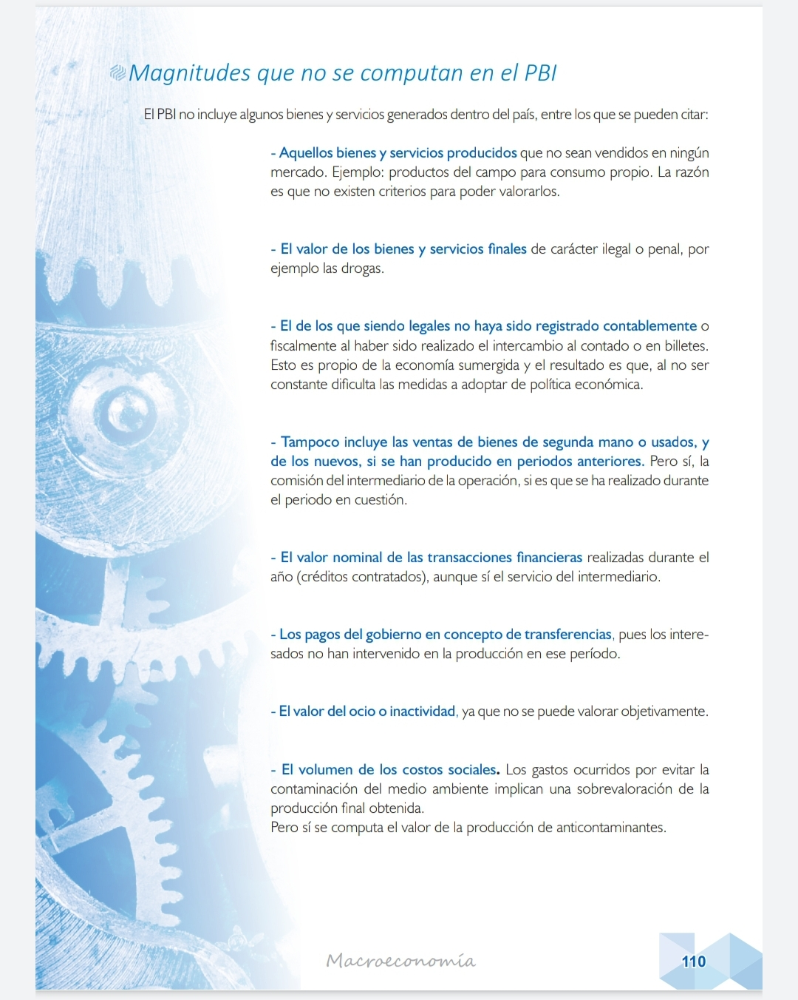 Magnitudes que no se computan en el PBI
El PBI no incluye algunos bienes y servicios generados dentro del país, entre los que se pueden citar:
- Aquellos bienes y servicios producidos que no sean vendidos en ningún
mercado. Ejemplo: productos del campo para consumo propio. La razón
es que no existen criterios para poder valorarlos.
- El valor de los bienes y servicios finales de carácter ilegal o penal, por
ejemplo las drogas.
- El de los que siendo legales no haya sido registrado contablemente o
fiscalmente al haber sido realizado el intercambio al contado o en billetes.
Esto es propio de la economía sumergida y el resultado es que, al no ser
constante dificulta las medidas a adoptar de política económica.
- Tampoco incluye las ventas de bienes de segunda mano o usados, y
de los nuevos, si se han producido en periodos anteriores. Pero sí, la
comisión del intermediario de la operación, si es que se ha realizado durante
el periodo en cuestión.
- El valor nominal de las transacciones financieras realizadas durante el
año (créditos contratados), aunque sí el servicio del intermediario.
- Los pagos del gobierno en concepto de transferencias, pues los intere-
sados no han intervenido en la producción en ese período.
- El valor del ocio o inactividad, ya que no se puede valorar objetivamente.
- El volumen de los costos sociales. Los gastos ocurridos por evitar la
contaminación del medio ambiente implican una sobrevaloración de la
producción final obtenida.
Pero sí se computa el valor de la producción de anticontaminantes.
Macroeconomía
110